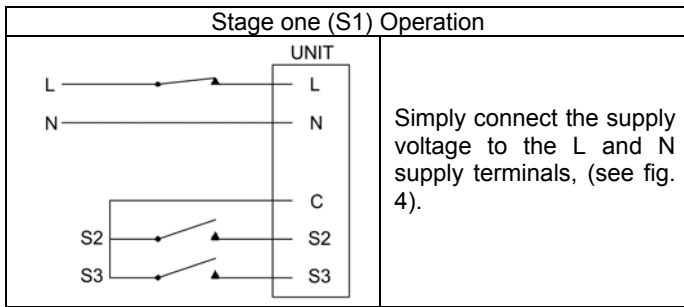 Stage one (S1) Operation
UNIT
L L
N N
C
S2 S2
S3 S3
Simply connect the supply
voltage to the L and N
supply terminals, (see fig.
4).